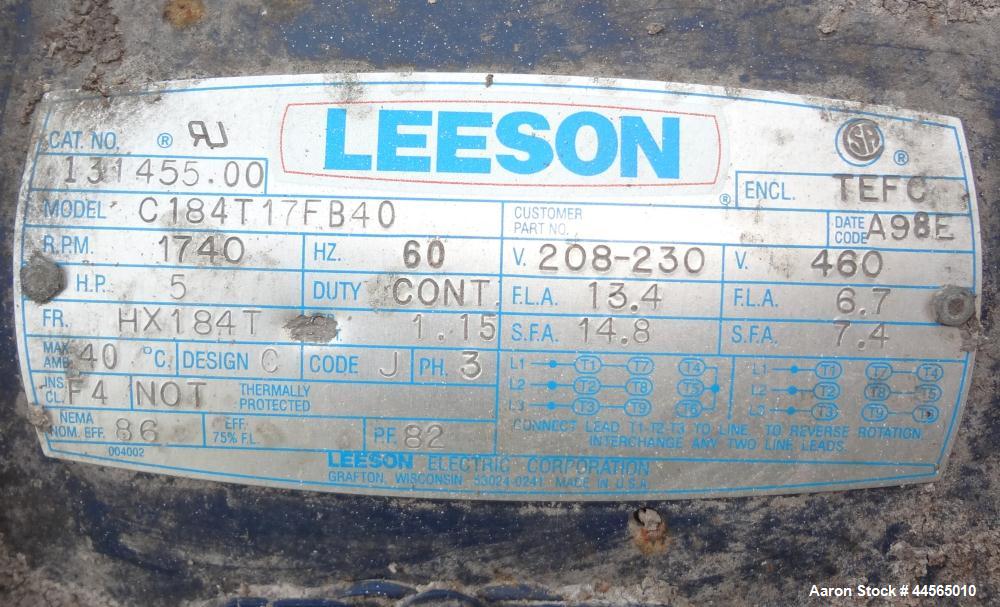 LEESON ®
CAT. NO. ®
131455.00
ENCL. TEFC
MODEL C184T17FB40 CUSTOMER PART NO. DATE CODE A98E
R.P.M. 1740 HZ. 60 V. 208-230 V. 460
H.P. 5 DUTY CONT. F.L.A. 13.4 F.L.A. 6.7
FR. HX184T 1.15 S.F.A. 14.8 S.F.A. 7.4
MAX AMB 40 °C. DESIGN C CODE J PH. 3
INS. CL. F4 NOT THERMALLY PROTECTED
NEMA NOM. EFF. 86 EFF. 75% F.L. P.F. 82
L1 T1 T7 T4 L1 T1 T7 T4
L2 T2 T8 T5 L2 T2 T8 T5
L3 T3 T9 T6 L3 T3 T9 T6
CONNECT LEAD T1-T2-T3 TO LINE. TO REVERSE ROTATION
INTERCHANGE ANY TWO LINE LEADS.
004002
LEESON ELECTRIC CORPORATION
GRAFTON, WISCONSIN 53024-0241 MADE IN U.S.A.
Aaron Stock # 44565010